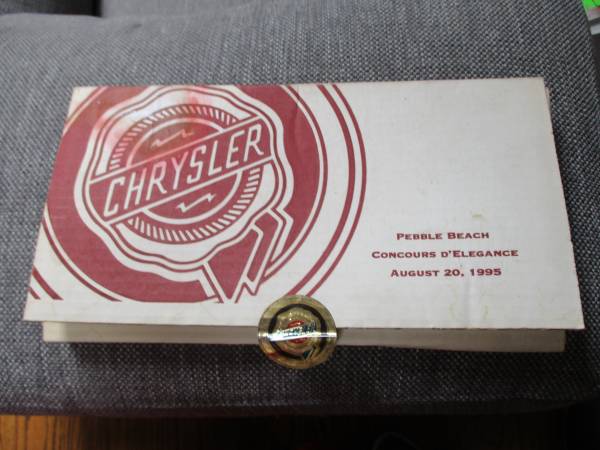 CHRYSLER
PEBBLE BEACH
CONCOURS D'ELEGANCE
AUGUST 20, 1995